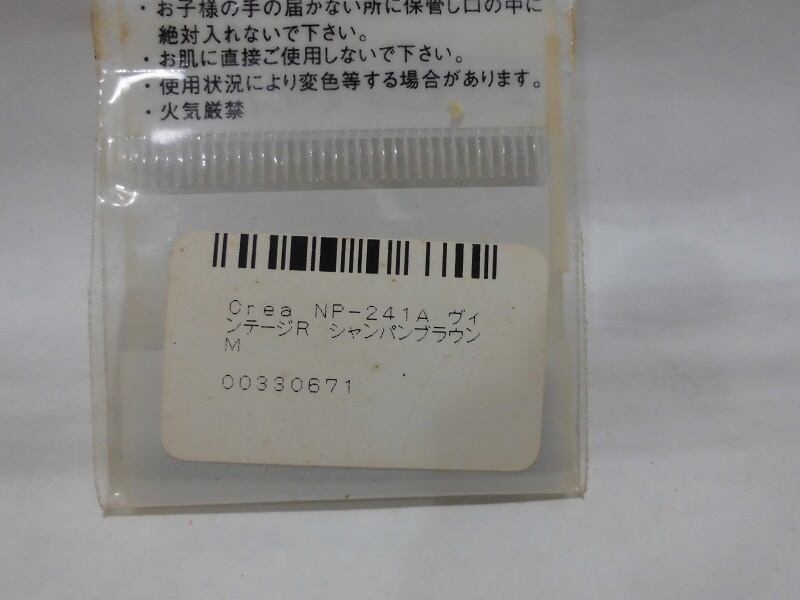 ・お子様の手の届かない所に保管し口の中に
絶対入れないで下さい。
・お肌に直接ご使用しないで下さい。
・使用状況により変色等する場合があります。
・火気厳禁
Crea NP-241A ヴィ
ンテージR シャンパンブラウン
M
00330671